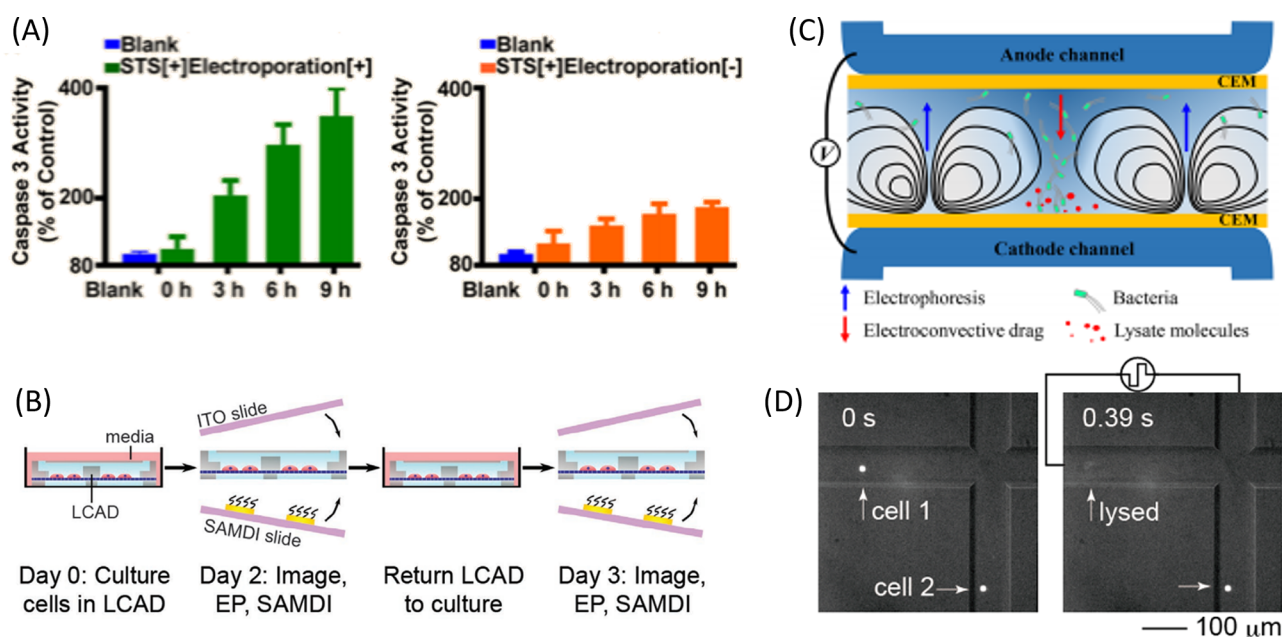 (A)
Blank
STS[+]Electroporation[+]
Caspase 3 Activity
(% of Control)
400
200
80
Blank 0 h 3 h 6 h 9 h
Blank
STS[+]Electroporation[-]
Caspase 3 Activity
(% of Control)
400
200
80
Blank 0 h 3 h 6 h 9 h
(C)
Anode channel
CEM
V
CEM
Cathode channel
Electrophoresis
Bacteria
Electroconvective drag
Lysate molecules
(B)
ITO slide
media
LCAD
SAMDI slide
Day 0: Culture
cells in LCAD
Day 2: Image,
EP, SAMDI
Return LCAD
to culture
Day 3: Image,
EP, SAMDI
(D)
0 s
cell 1
cell 2
0.39 s
lysed
100 µm